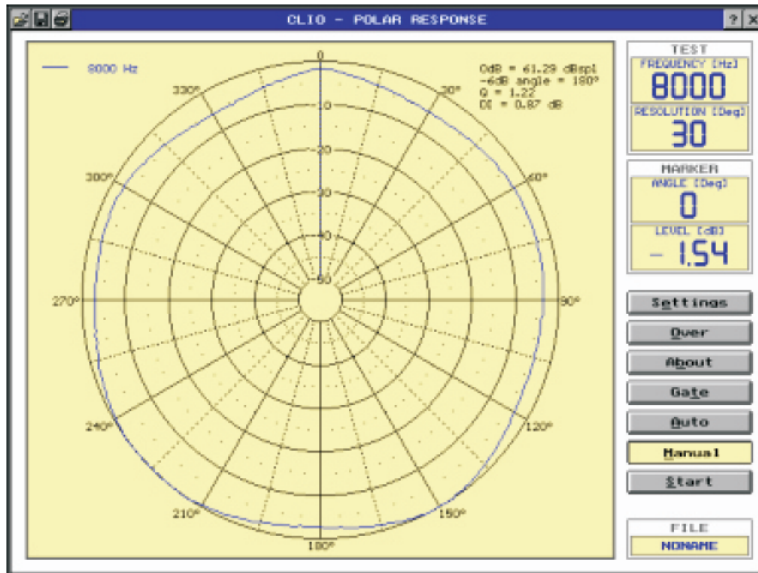 CLIO - POLAR RESPONSE
? X
8000 Hz
0dB = 61.29 dBspl
-6dB angle = 180°
Q = 1.22
DI = 0.87 dB
0
330°
30°
-10
300°
-20
60°
-30
-40
-50
270°
90°
240°
120°
210°
150°
180°
TEST
FREQUENCY [Hz]
8000
RESOLUTION [Deg]
30
MARKER
ANGLE [Deg]
0
LEVEL [dB]
- 1.54
Settings
Over
About
Gate
Auto
Manual
Start
FILE
NONAME